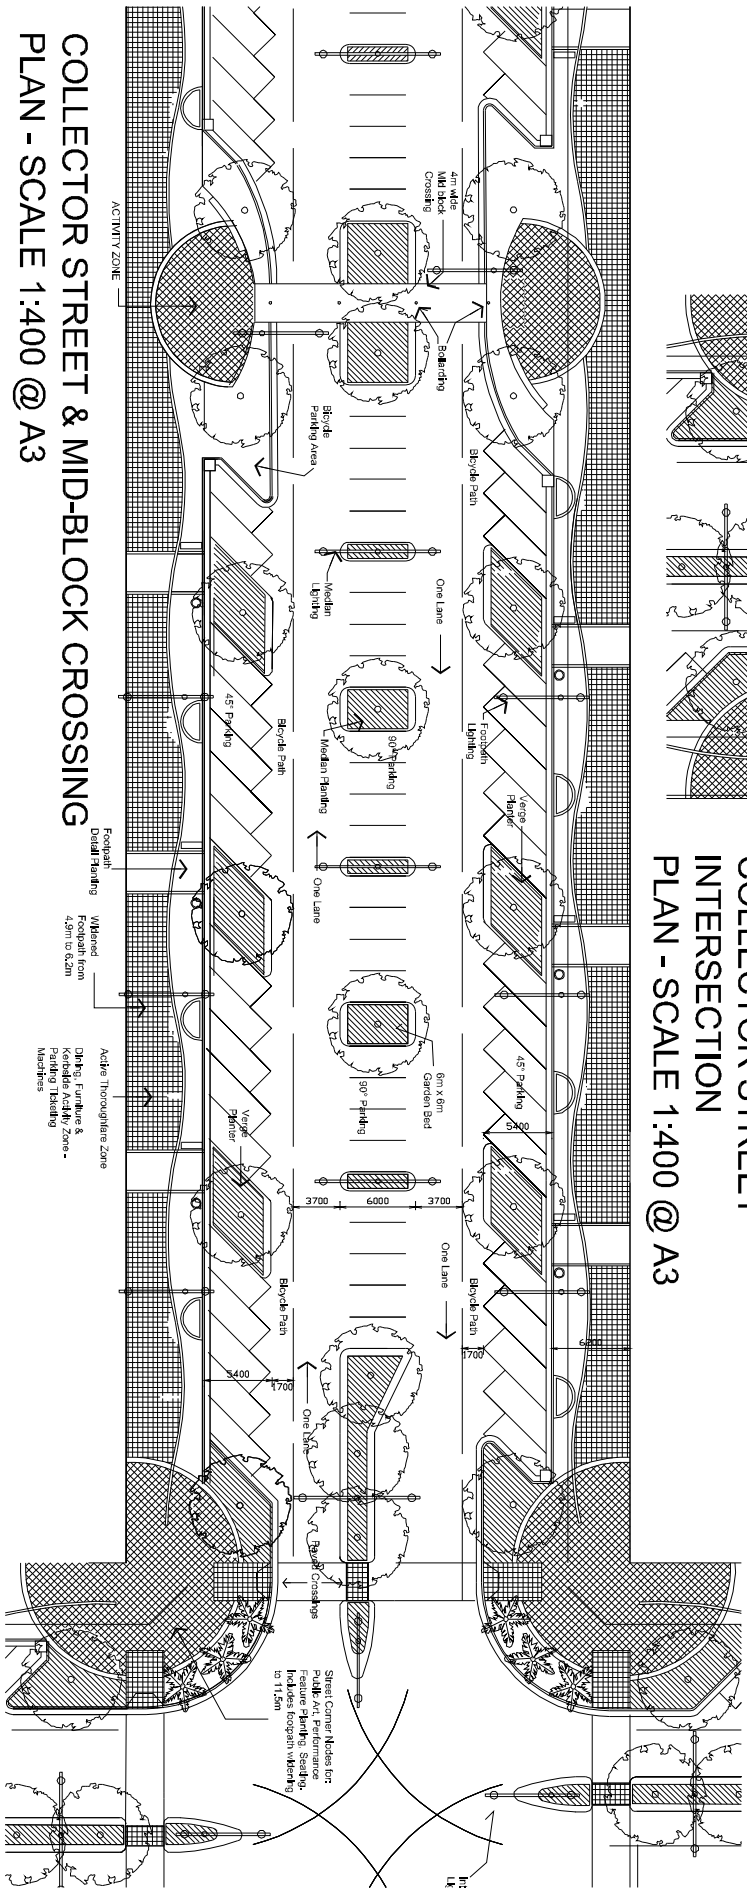 COLLECTOR STREET & MID-BLOCK CROSSING
PLAN - SCALE 1:400 @ A3
INTERSECTION
PLAN - SCALE 1:400 @ A3
ACTIVITY ZONE
4m wide
Mid block
Crossing
Bollarding
Bicycle
Parking Area
Bicycle Path
Median
Lighting
One Lane
45° Parking
Bicycle Path
Median Planting
90° Parking
Footpath
Lighting
Verge
Planter
One Lane
Footpath
Detail Planting
Widened
Footpath from
4.9m to 6.2m
Active Thoroughfare Zone
Dining, Furniture &
Kerbside Activity Zone -
Parking Ticketing
Machines
6m x 6m
Garden Bed
90° Parking
45° Parking
5400
Verge
Planter
3700
6000
3700
One Lane
Bicycle Path
Bicycle Path
5400
1700
1700
6200
One Lane
Paved Crossings
Street Corner Nodes for:
Public Art, Performance
Feature Planting, Seating.
Includes footpath widening
to 11.5m